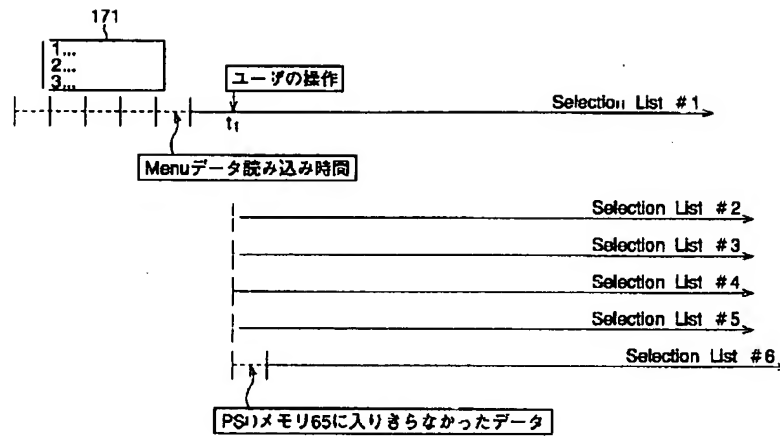 171
1...
2...
3...
ユーザの操作
Selection List #1
t1
Menuデータ読み込み時間
Selection List #2
Selection List #3
Selection List #4
Selection List #5
Selection List #6
PSDメモリ65に入りきらなかったデータ